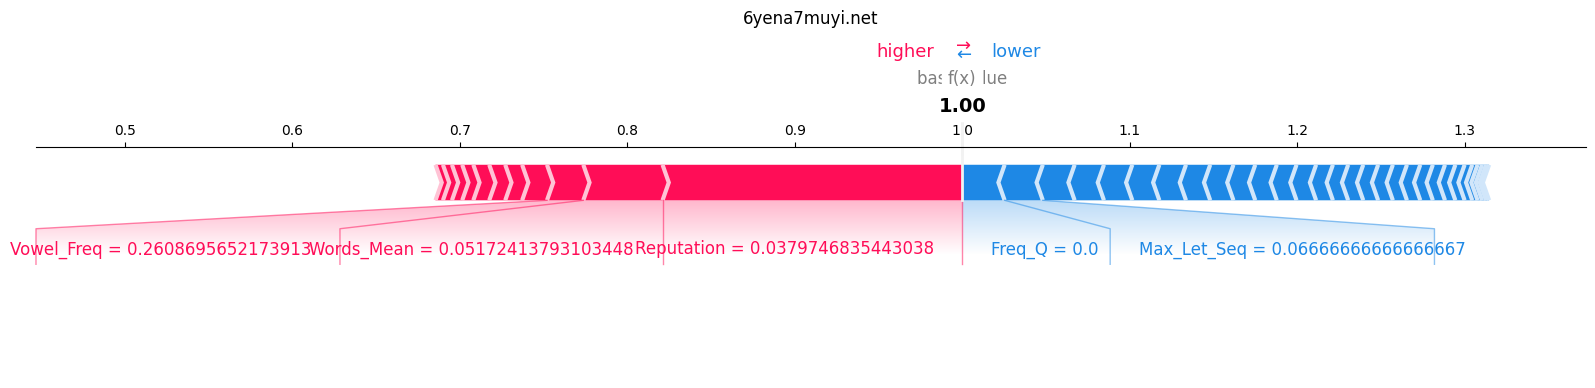 6yena7muyi.net
higher ⇄ lower
bas f(x) lue
1.00
0.5 0.6 0.7 0.8 0.9 1.0 1.1 1.2 1.3
Vowel_Freq = 0.2608695652173913 Words_Mean = 0.05172413793103448 Reputation = 0.0379746835443038 Freq_Q = 0.0 Max_Let_Seq = 0.06666666666666667